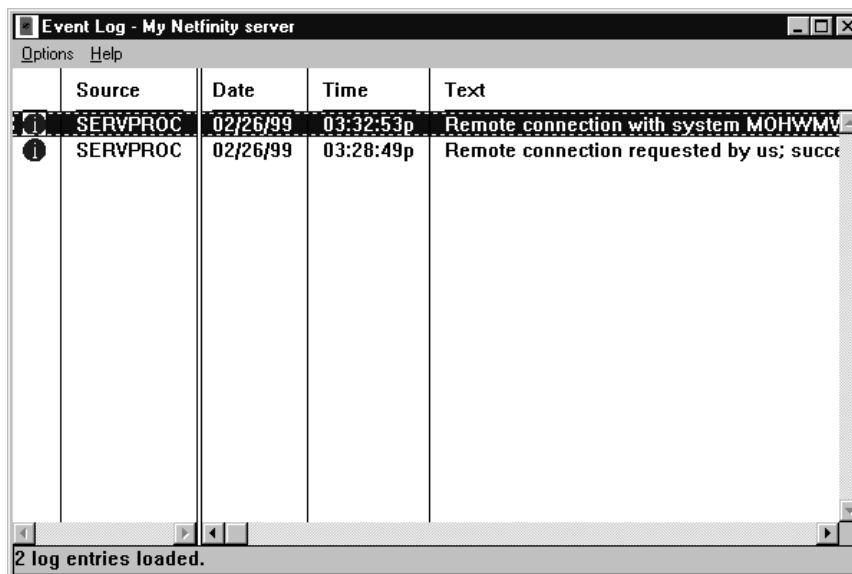 Event Log - My Netfinity server
Options Help
Source Date Time Text
SERVPROC 02/26/99 03:32:53p Remote connection with system
SERVPROC 02/26/99 03:28:49p Remote connection requested by us;
2 log entries loaded.